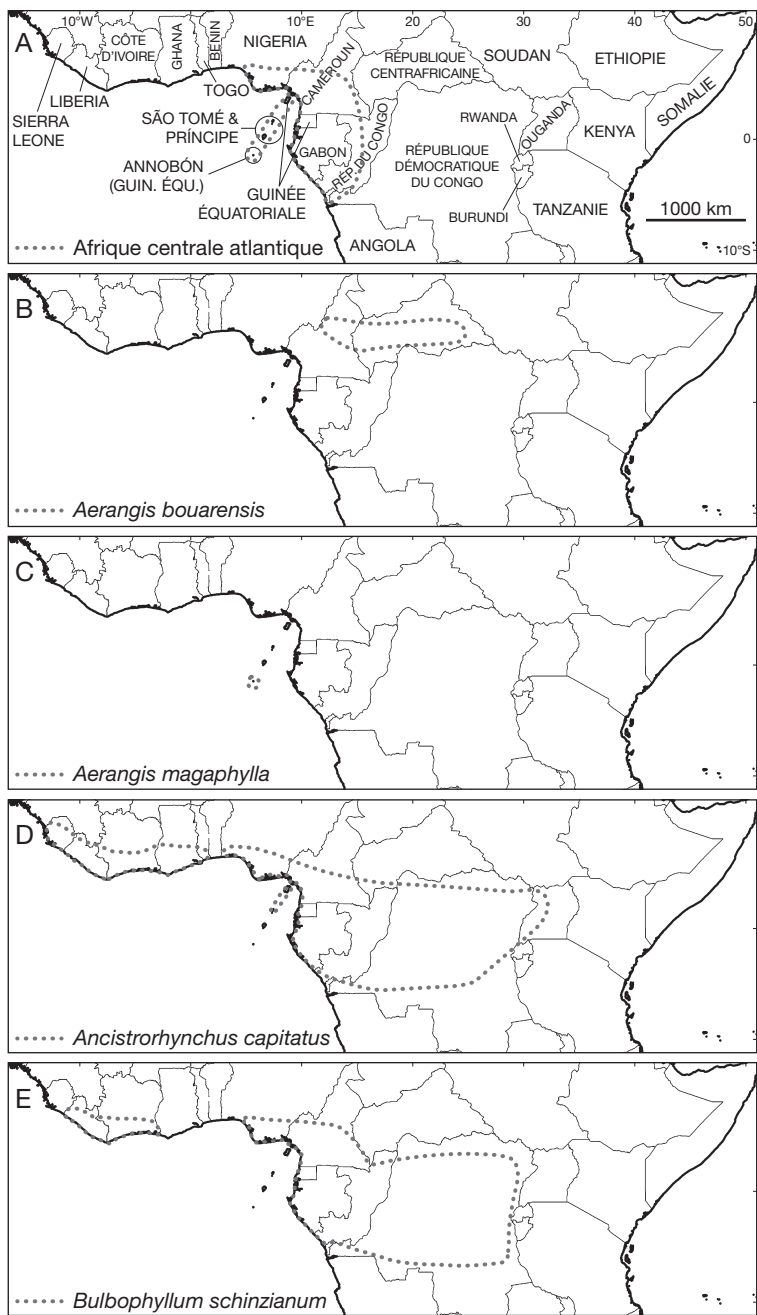 10°W
0
10°E
20
30
40
50
A
CÔTE
D'IVOIRE
GHANA
BENIN
NIGERIA
CAMEROUN
RÉPUBLIQUE
CENTRAFRICAINE
SOUDAN
ETHIOPIE
SOMALIE
TOGO
LIBERIA
SIERRA
LEONE
SÃO TOMÉ &
PRÍNCIPE
ANNOBÓN
(GUIN. ÉQU.)
GUINÉE
ÉQUATORIALE
GABON
RÉP. DU CONGO
RÉPUBLIQUE
DÉMOCRATIQUE
DU CONGO
RWANDA
OUGANDA
KENYA
0
BURUNDI
TANZANIE
1000 km
ANGOLA
10°S
Afrique centrale atlantique
B
Aerangis bouarensis
C
Aerangis magaphylla
D
Ancistrorhynchus capitatus
E
Bulbophyllum schinzianum